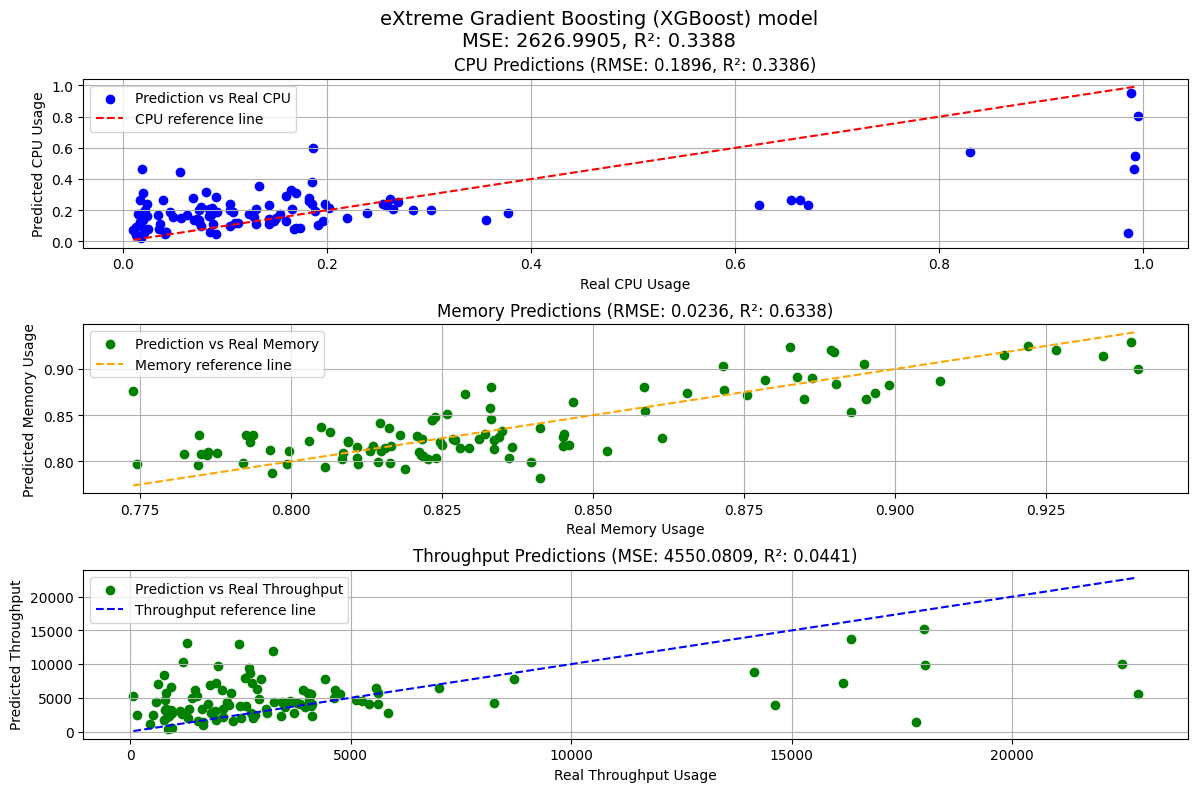 eXtreme Gradient Boosting (XGBoost) model
MSE: 2626.9905, R²: 0.3388
CPU Predictions (RMSE: 0.1896, R²: 0.3386)
Predicted CPU Usage
1.0
0.8
0.6
0.4
0.2
0.0
Prediction vs Real CPU
CPU reference line
0.0 0.2 0.4 0.6 0.8 1.0
Real CPU Usage
Memory Predictions (RMSE: 0.0236, R²: 0.6338)
Predicted Memory Usage
0.90
0.85
0.80
Prediction vs Real Memory
Memory reference line
0.775 0.800 0.825 0.850 0.875 0.900 0.925
Real Memory Usage
Throughput Predictions (MSE: 4550.0809, R²: 0.0441)
Predicted Throughput
20000
15000
10000
5000
0
Prediction vs Real Throughput
Throughput reference line
0 5000 10000 15000 20000
Real Throughput Usage